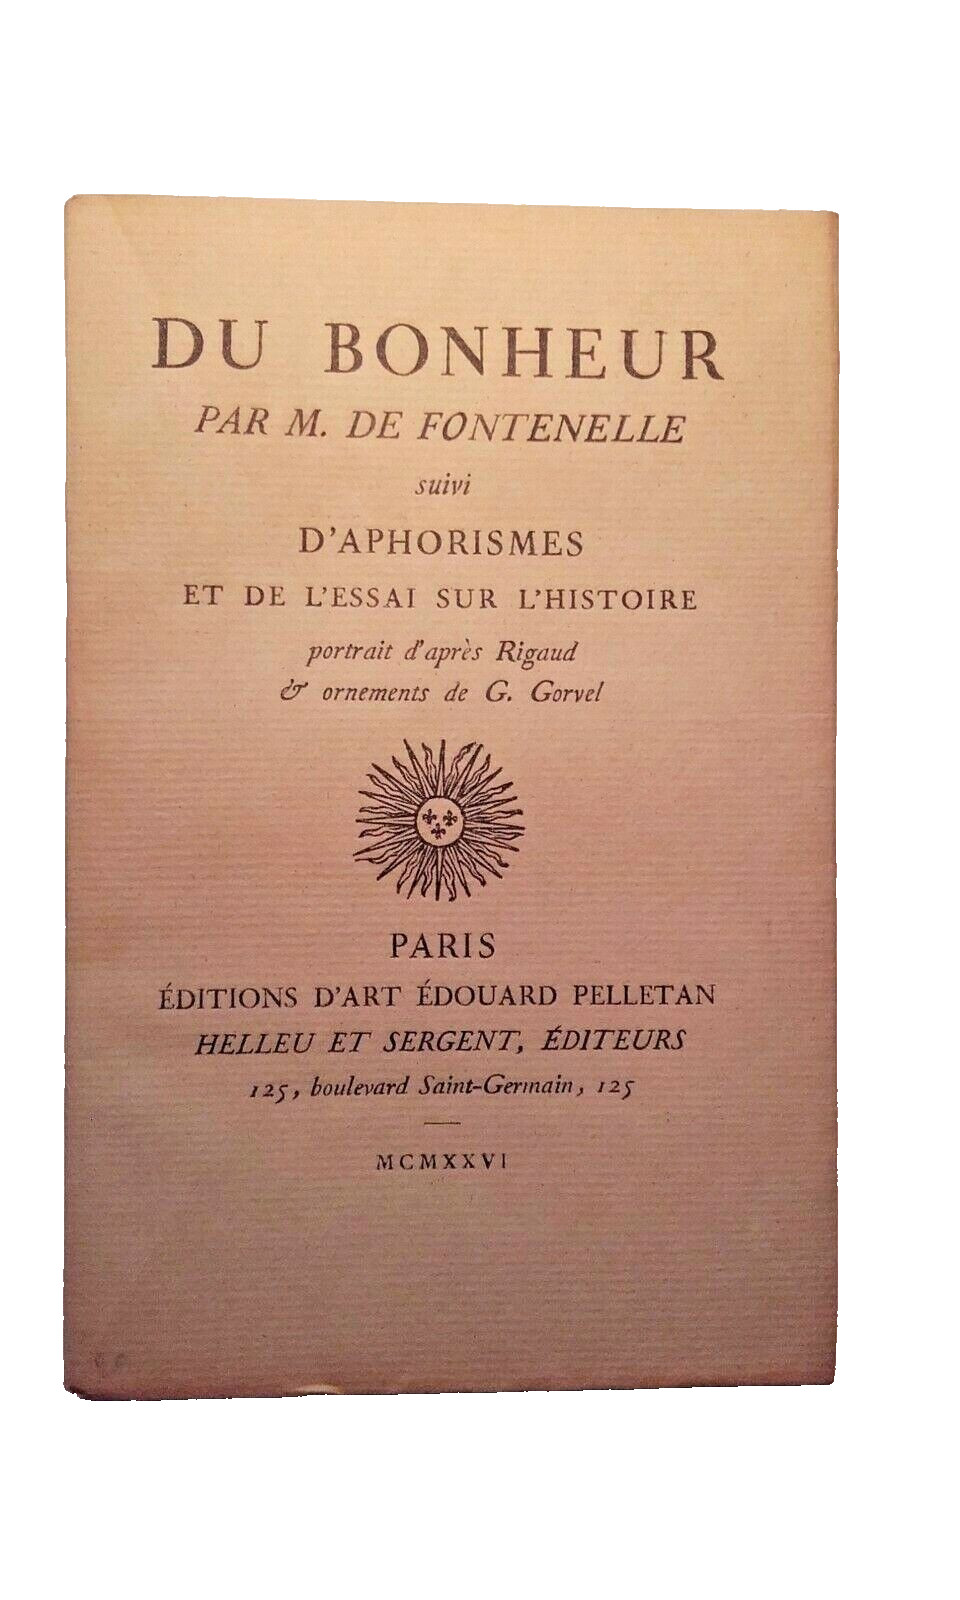 DU BONHEUR
PAR M. DE FONTENELLE
suivi
D'APHORISMES
ET DE L'ESSAI SUR L'HISTOIRE
portrait d'après Rigaud
& ornements de G. Gorvel
PARIS
ÉDITIONS D'ART ÉDOUARD PELLETAN
HELLEU ET SERGENT, ÉDITEURS
125, boulevard Saint-Germain, 125
MCMXXVI